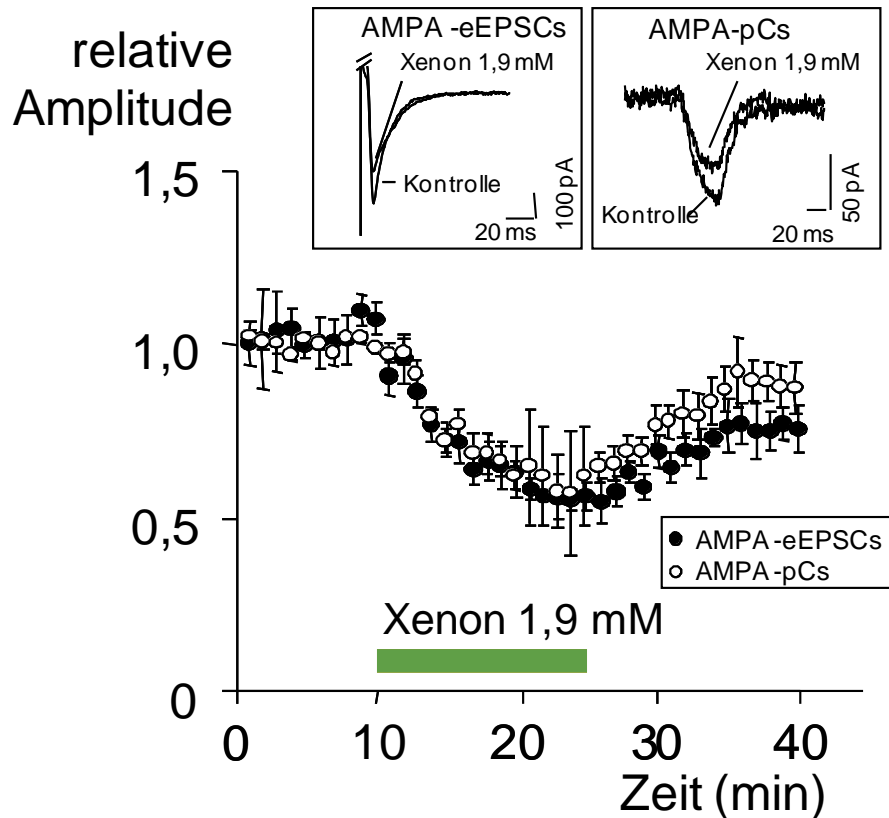 relative
Amplitude
AMPA -eEPSCs
Xenon 1,9 mM
Kontrolle
100 pA
20 ms
AMPA-pCs
Xenon 1,9 mM
Kontrolle
50 pA
20 ms
1,5
1,0
0,5
0
AMPA -eEPSCs
AMPA -pCs
Xenon 1,9 mM
0
10
20
30
40
Zeit (min)